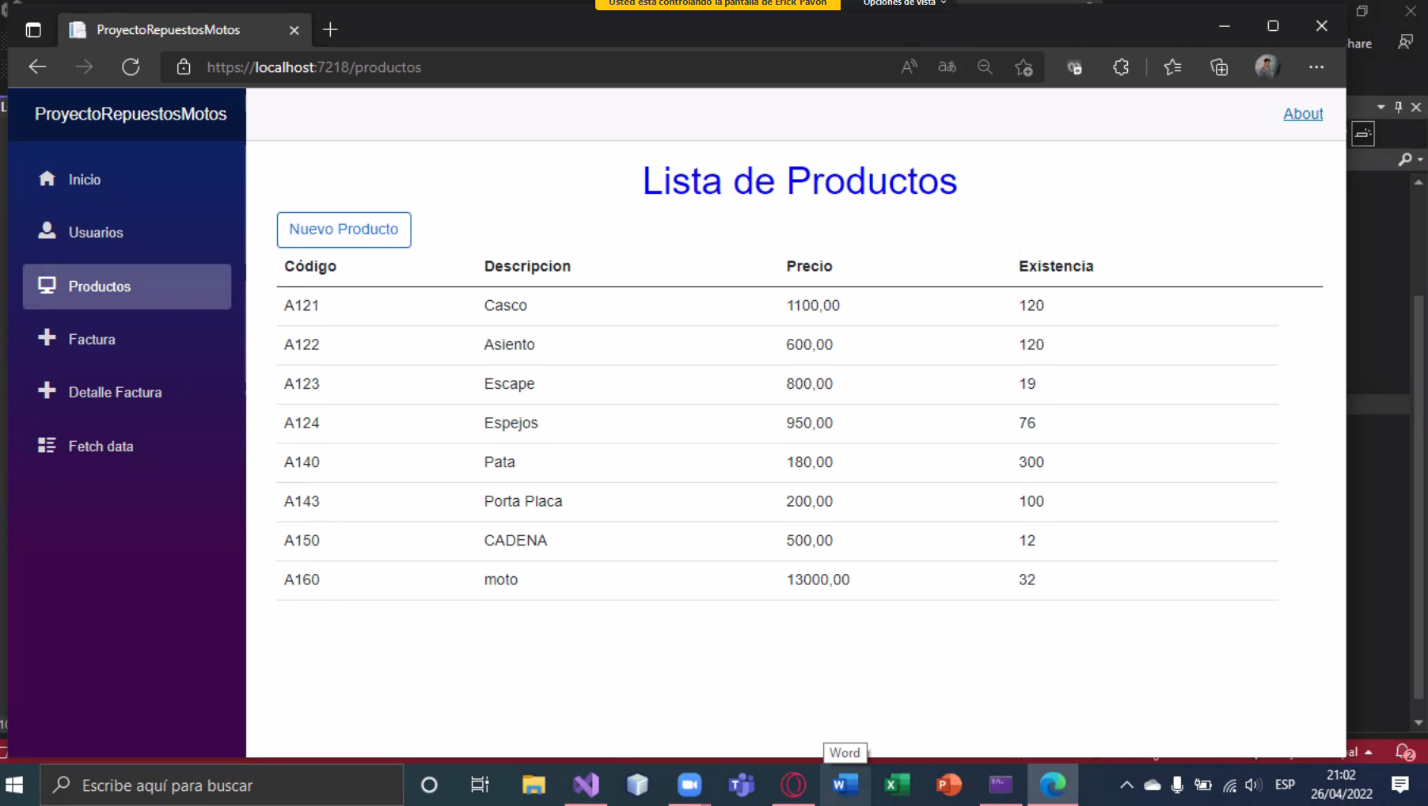 Usted está controlando la pantalla de Erick Pavon
Opciones de vista
ProyectoRepuestosMotos
https://localhost:7218/productos
hare
ProyectoRepuestosMotos
About
Inicio
Usuarios
Productos
Factura
Detalle Factura
Fetch data
Lista de Productos
Nuevo Producto
Código Descripcion Precio Existencia
A121 Casco 1100,00 120
A122 Asiento 600,00 120
A123 Escape 800,00 19
A124 Espejos 950,00 76
A140 Pata 180,00 300
A143 Porta Placa 200,00 100
A150 CADENA 500,00 12
A160 moto 13000,00 32
Word
Escribe aquí para buscar
ESP
21:02
26/04/2022